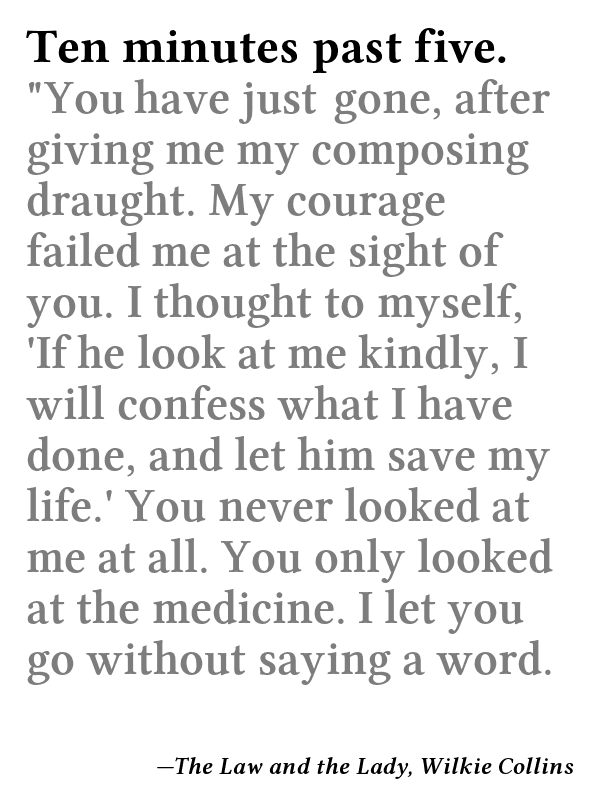 Ten minutes past five.
"You have just gone, after
giving me my composing
draught. My courage
failed me at the sight of
you. I thought to myself,
'If he look at me kindly, I
will confess what I have
done, and let him save my
life.' You never looked at
me at all. You only looked
at the medicine. I let you
go without saying a word.
—The Law and the Lady, Wilkie Collins